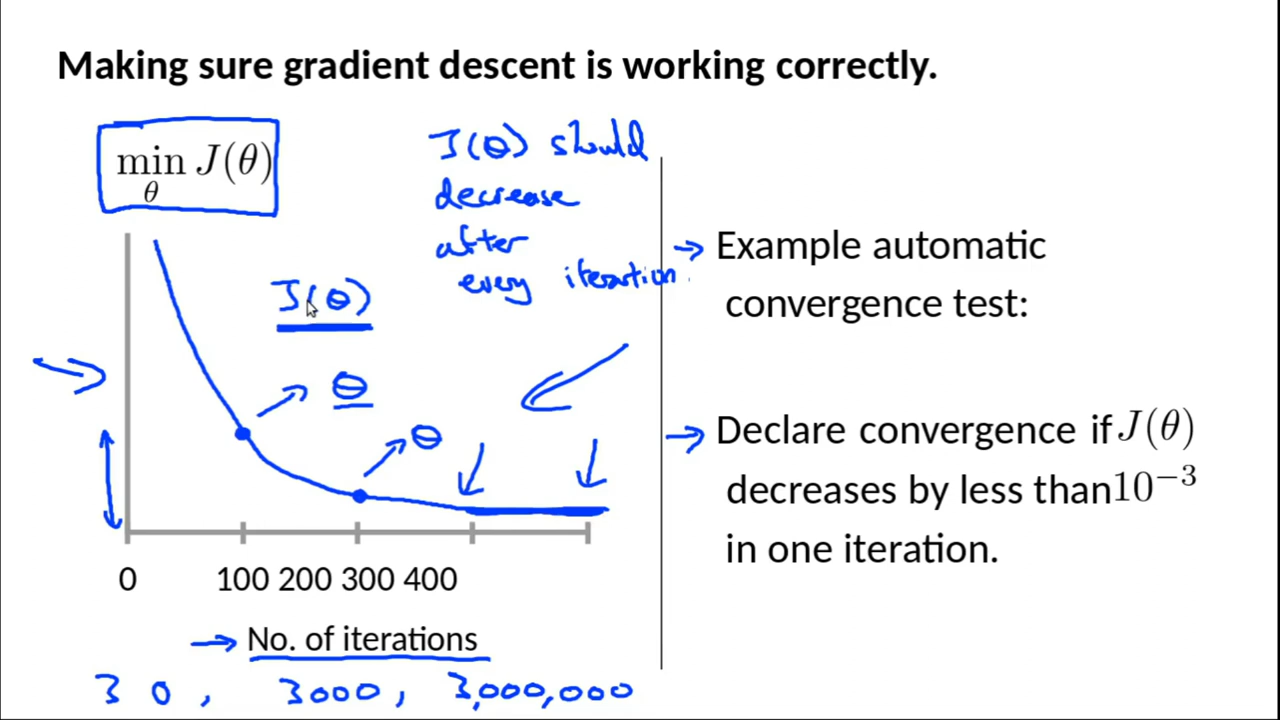 Making sure gradient descent is working correctly.
min J(θ)
θ
J(θ) should
decrease
after
every iteration.
J(θ)
θ
θ
0 100 200 300 400
No. of iterations
30, 3000, 3,000,000
Example automatic
convergence test:
Declare convergence if J(θ)
decreases by less than 10⁻³
in one iteration.